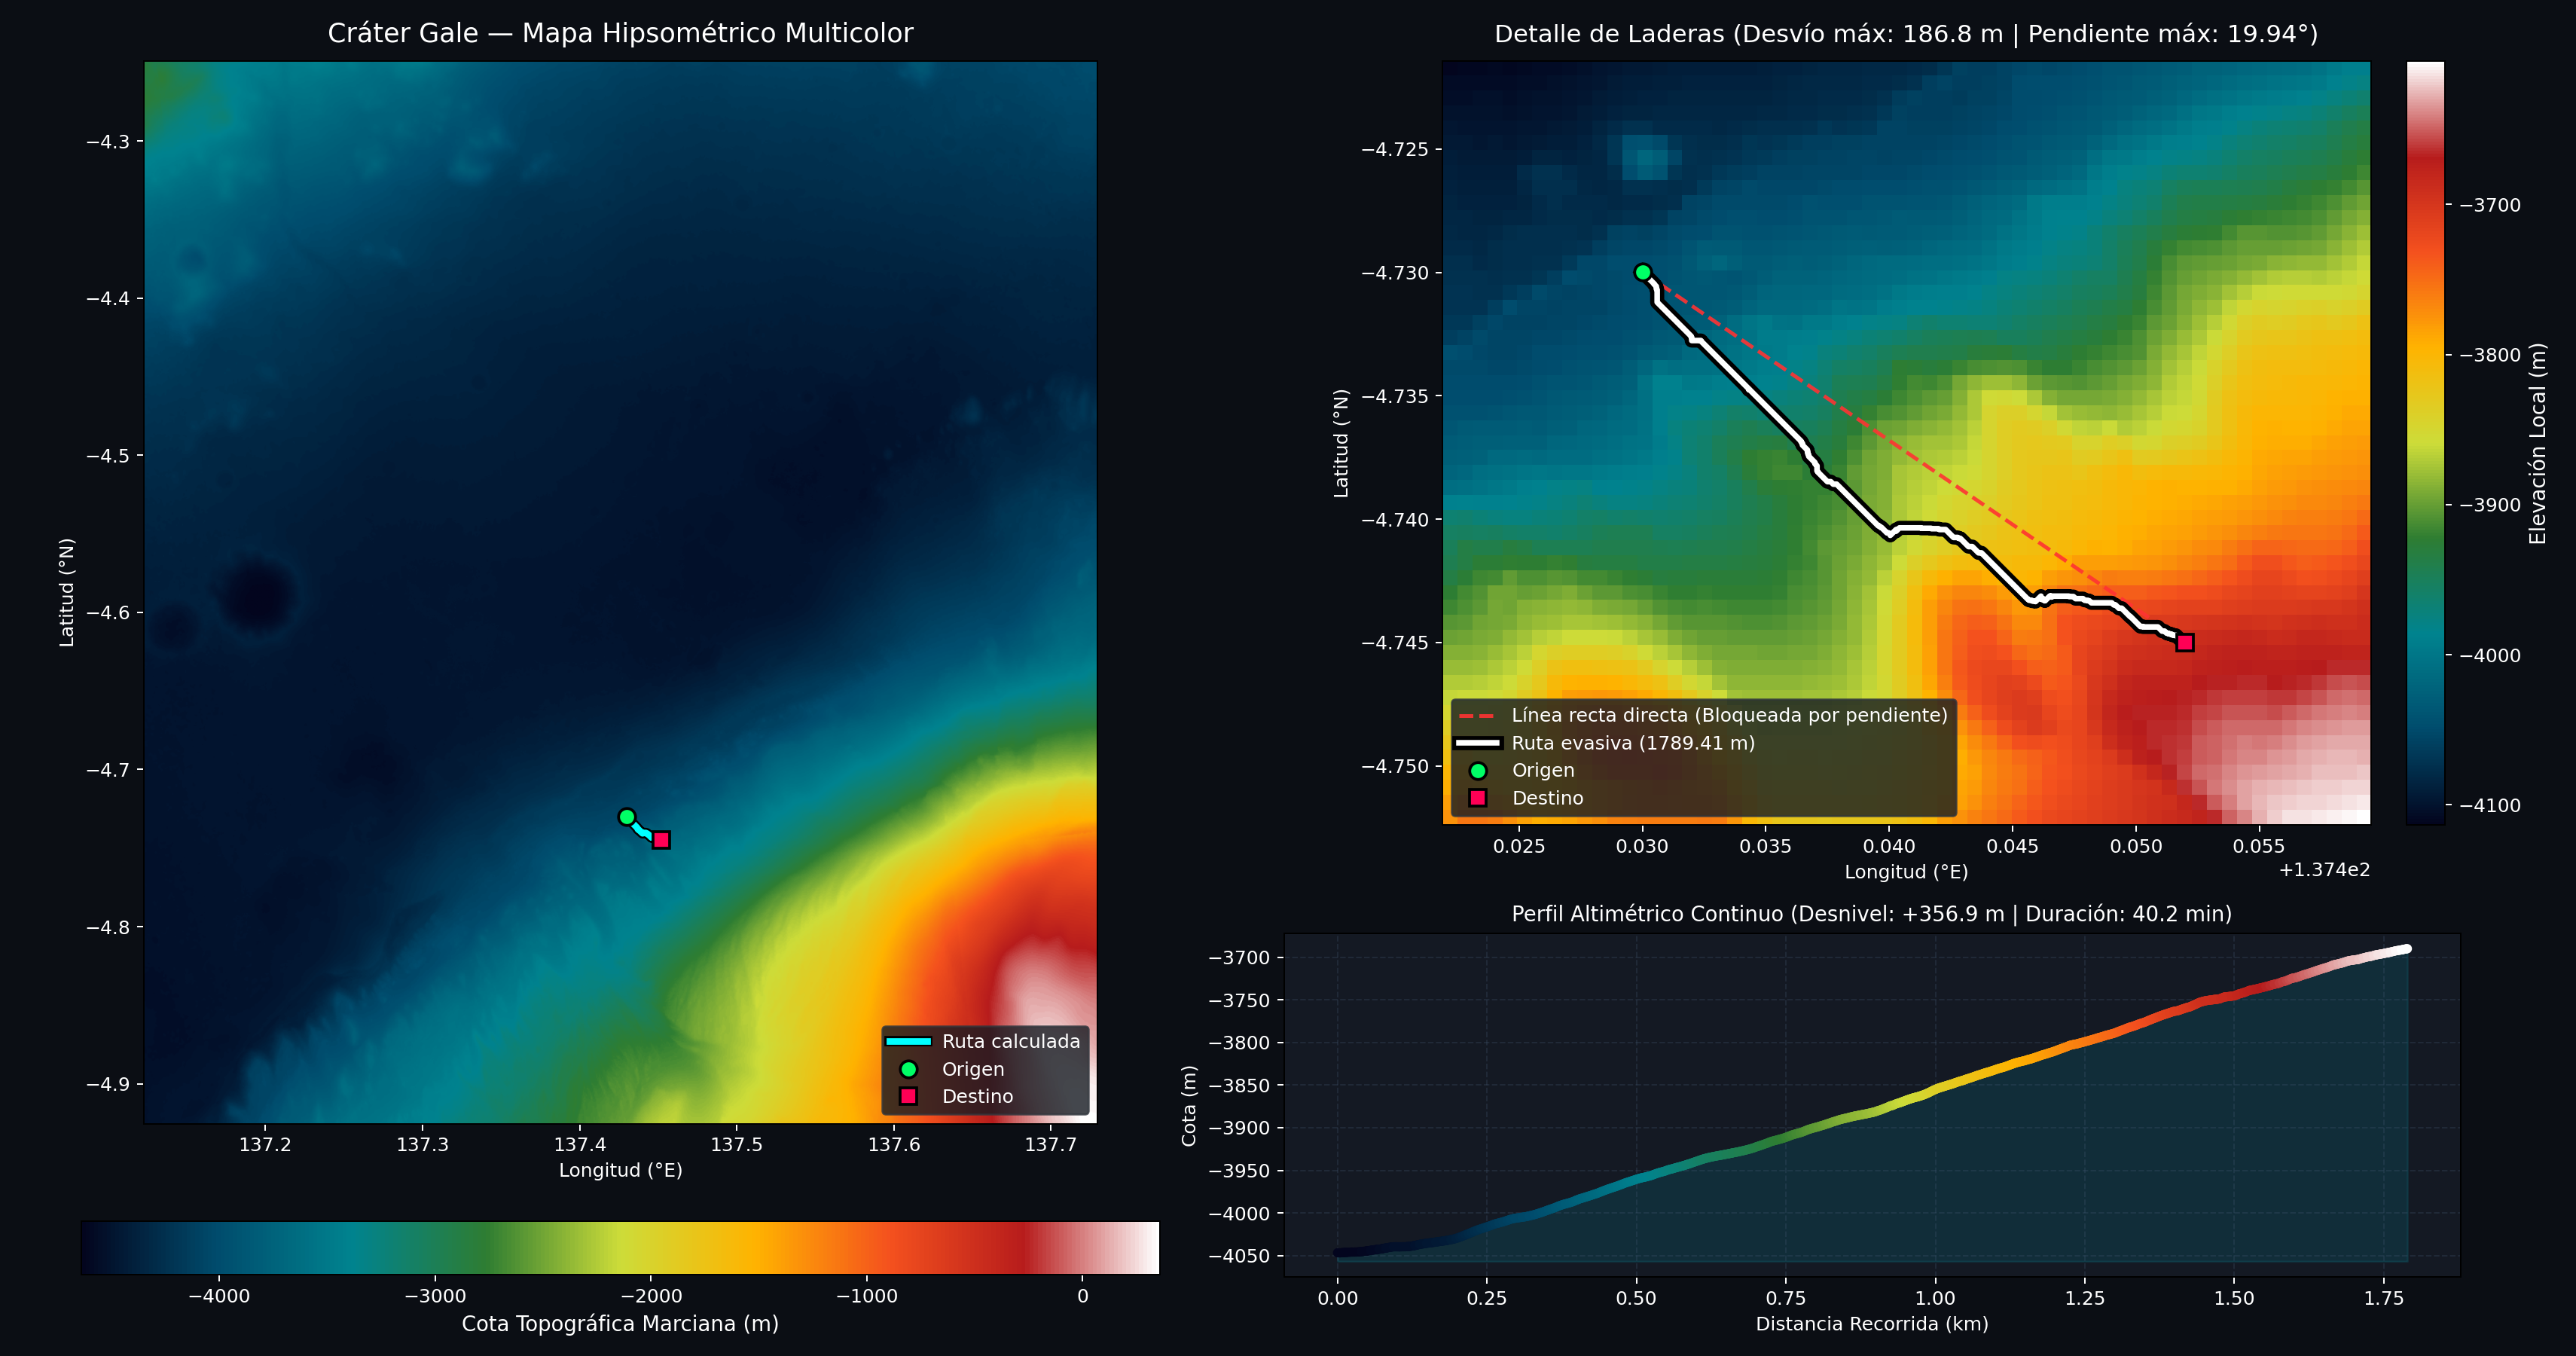 Cráter Gale — Mapa Hipsométrico Multicolor
Latitud (°N)
−4.3
−4.4
−4.5
−4.6
−4.7
−4.8
−4.9
Ruta calculada
Origen
Destino
137.2 137.3 137.4 137.5 137.6 137.7
Longitud (°E)
−4000 −3000 −2000 −1000 0
Cota Topográfica Marciana (m)
Detalle de Laderas (Desvío máx: 186.8 m | Pendiente máx: 19.94°)
Latitud (°N)
−4.725
−4.730
−4.735
−4.740
−4.745
−4.750
Línea recta directa (Bloqueada por pendiente)
Ruta evasiva (1789.41 m)
Origen
Destino
0.025 0.030 0.035 0.040 0.045 0.050 0.055
+1.374e2
Longitud (°E)
−3700
−3800
−3900
−4000
−4100
Elevación Local (m)
Perfil Altimétrico Continuo (Desnivel: +356.9 m | Duración: 40.2 min)
Cota (m)
−3700
−3750
−3800
−3850
−3900
−3950
−4000
−4050
0.00 0.25 0.50 0.75 1.00 1.25 1.50 1.75
Distancia Recorrida (km)